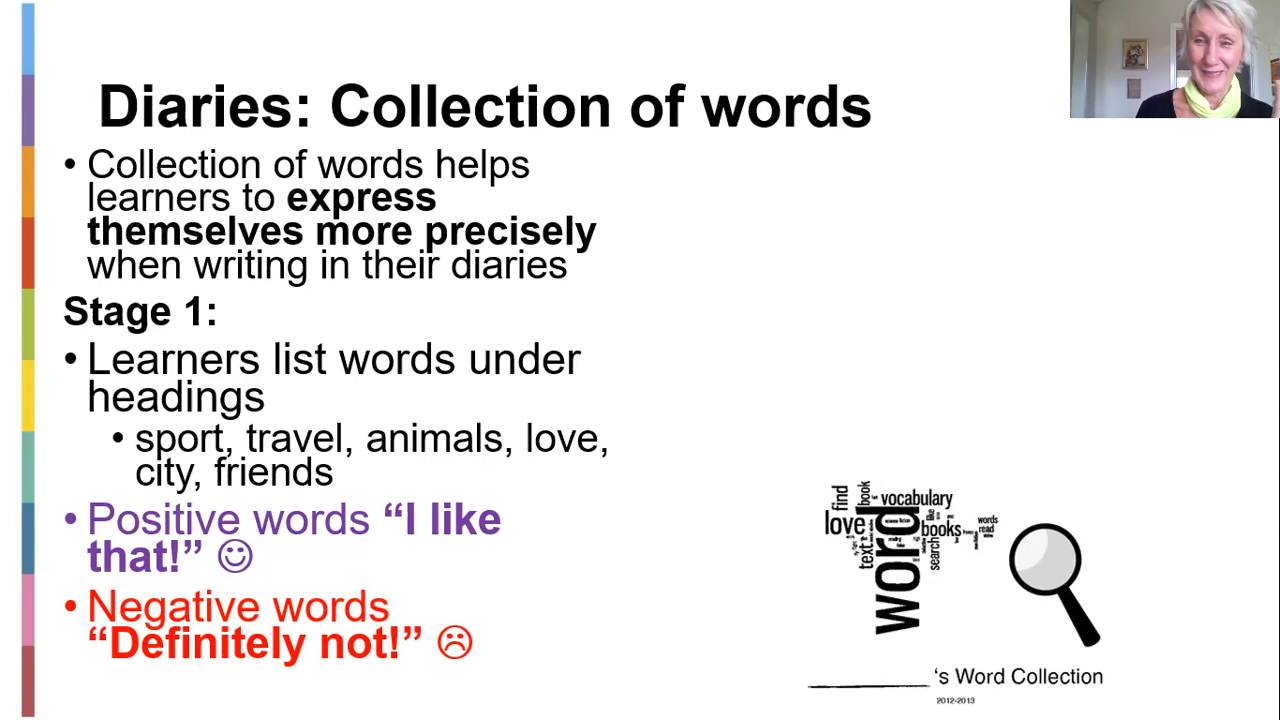 Diaries: Collection of words
• Collection of words helps
learners to express
themselves more precisely
when writing in their diaries
Stage 1:
• Learners list words under
headings
• sport, travel, animals, love,
city, friends
• Positive words “I like
that!” ☺
• Negative words
“Definitely not!” ☹
find
book
vocabulary
love
word
like
books
words
read
text
search
__________ ‘s Word Collection
2012-2013